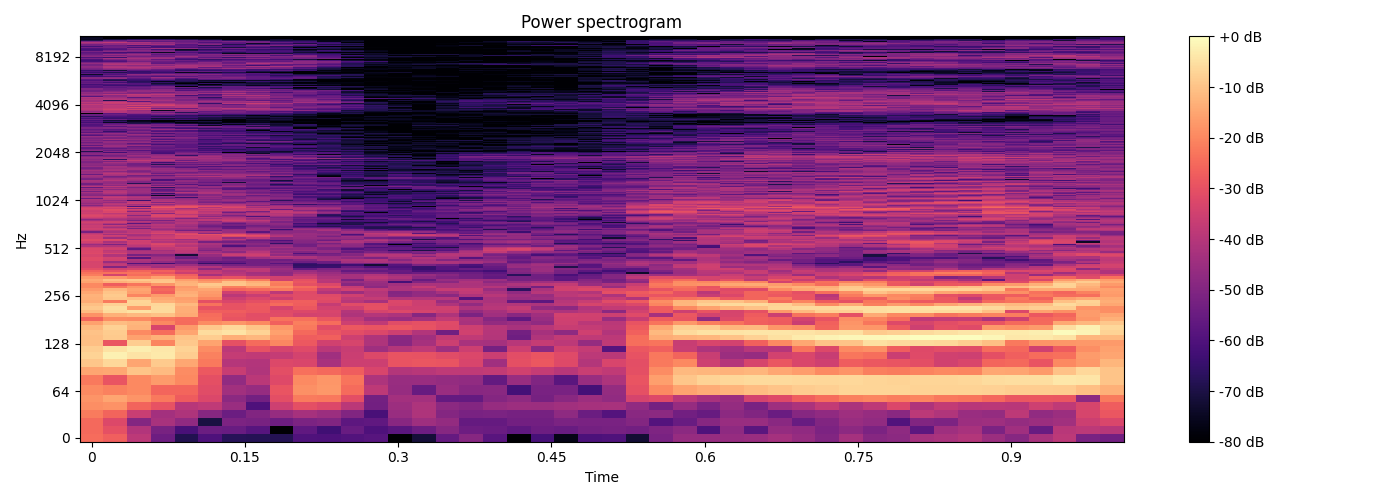 Power spectrogram
Hz
8192
4096
2048
1024
512
256
128
64
0
0
0.15
0.3
0.45
0.6
0.75
0.9
Time
+0 dB
-10 dB
-20 dB
-30 dB
-40 dB
-50 dB
-60 dB
-70 dB
-80 dB